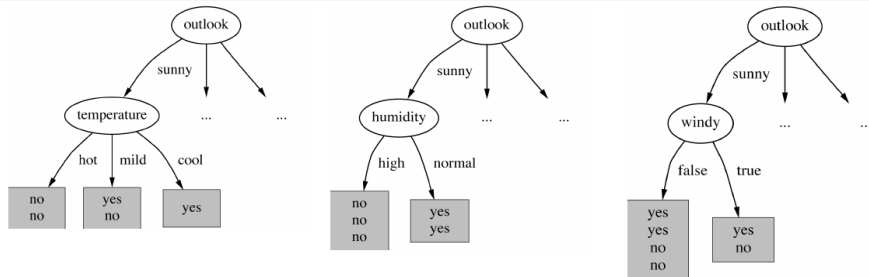 outlook
sunny
temperature
...
...
hot mild cool
no
no
yes
no
yes
outlook
sunny
humidity
...
...
high normal
no
no
no
yes
yes
outlook
sunny
windy
...
..
false true
yes
yes
no
no
yes
no